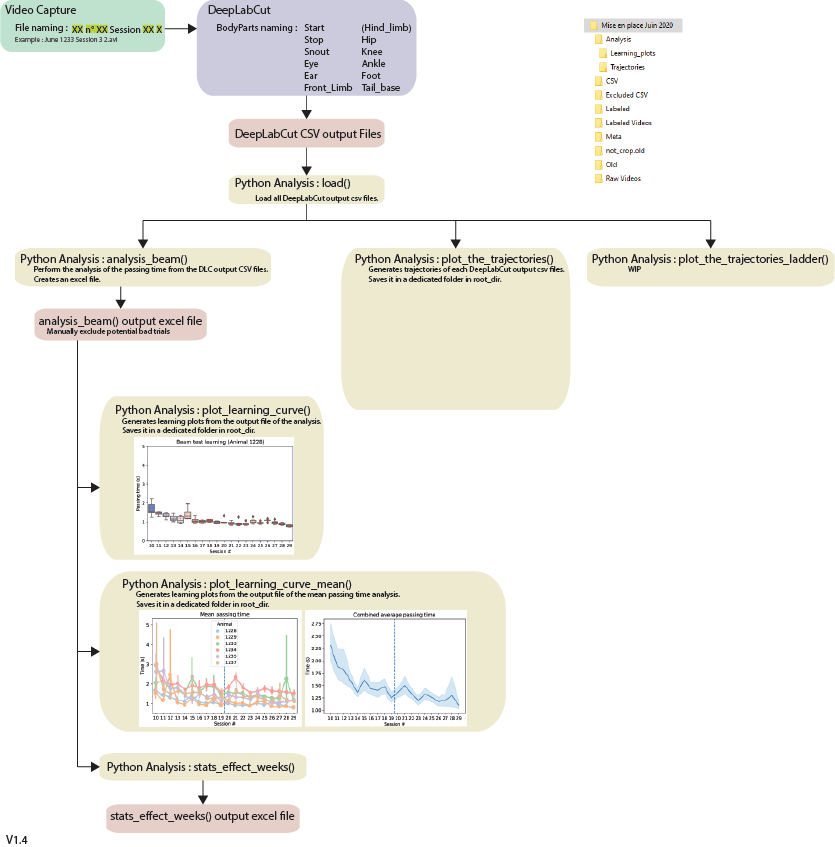 Video Capture
File naming : XX n° XX Session XX X
Example : June 1233 Session 3 2.avi
DeepLabCut
BodyParts naming : Start (Hind_limb)
Stop Hip
Snout Knee
Eye Ankle
Ear Foot
Front_Limb Tail_base
Mise en place Juin 2020
Analysis
Learning_plots
Trajectories
CSV
Excluded CSV
Labeled
Labeled Videos
Meta
not_crop.old
Old
Raw Videos
DeepLabCut CSV output Files
Python Analysis : load()
Load all DeepLabCut output csv files.
Python Analysis : analysis_beam()
Perform the analysis of the passing time from the DLC output CSV files.
Creates an excel file.
Python Analysis : plot_the_trajectories()
Generates trajectories of each DeepLabCut output csv files.
Saves it in a dedicated folder in root_dir.
Python Analysis : plot_the_trajectories_ladder()
WIP
analysis_beam() output excel file
Manually exclude potential bad trials
Python Analysis : plot_learning_curve()
Generates learning plots from the output file of the analysis.
Saves it in a dedicated folder in root_dir.
Beam test learning (Animal 1228)
Passing time (s)
5
4
3
2
1
0
10 11 12 13 14 15 16 17 18 19 20 21 22 23 24 25 26 27 28 29
Session #
Python Analysis : plot_learning_curve_mean()
Generates learning plots from the output file of the mean passing time analysis.
Saves it in a dedicated folder in root_dir.
Mean passing time
Animal
1228
1229
1233
1234
1235
1237
Time (s)
5
4
3
2
1
10 11 12 13 14 15 16 17 18 19 20 21 22 23 24 25 26 27 28 29
Session #
Combined average passing time
Time (s)
2.75
2.50
2.25
2.00
1.75
1.50
1.25
1.00
10 11 12 13 14 15 16 17 18 19 20 21 22 23 24 25 26 27 28 29
Session #
Python Analysis : stats_effect_weeks()
stats_effect_weeks() output excel file
V1.4